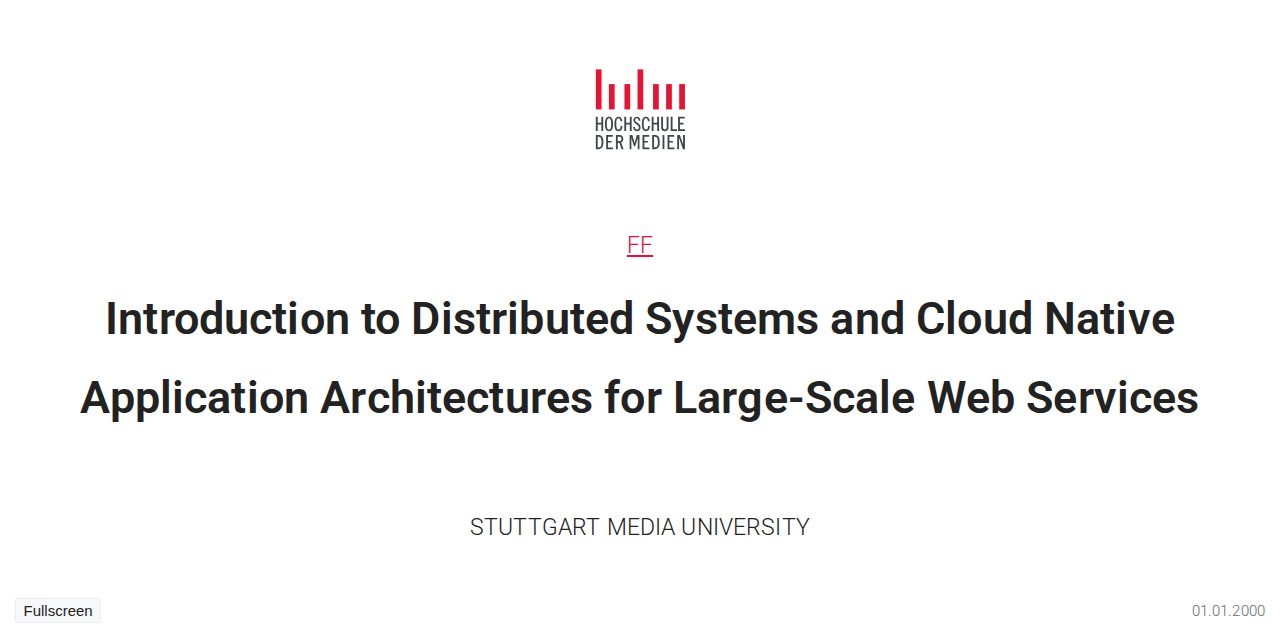 HOCHSCHULE
DER MEDIEN
FF
Introduction to Distributed Systems and Cloud Native
Application Architectures for Large-Scale Web Services
STUTTGART MEDIA UNIVERSITY
Fullscreen
01.01.2000